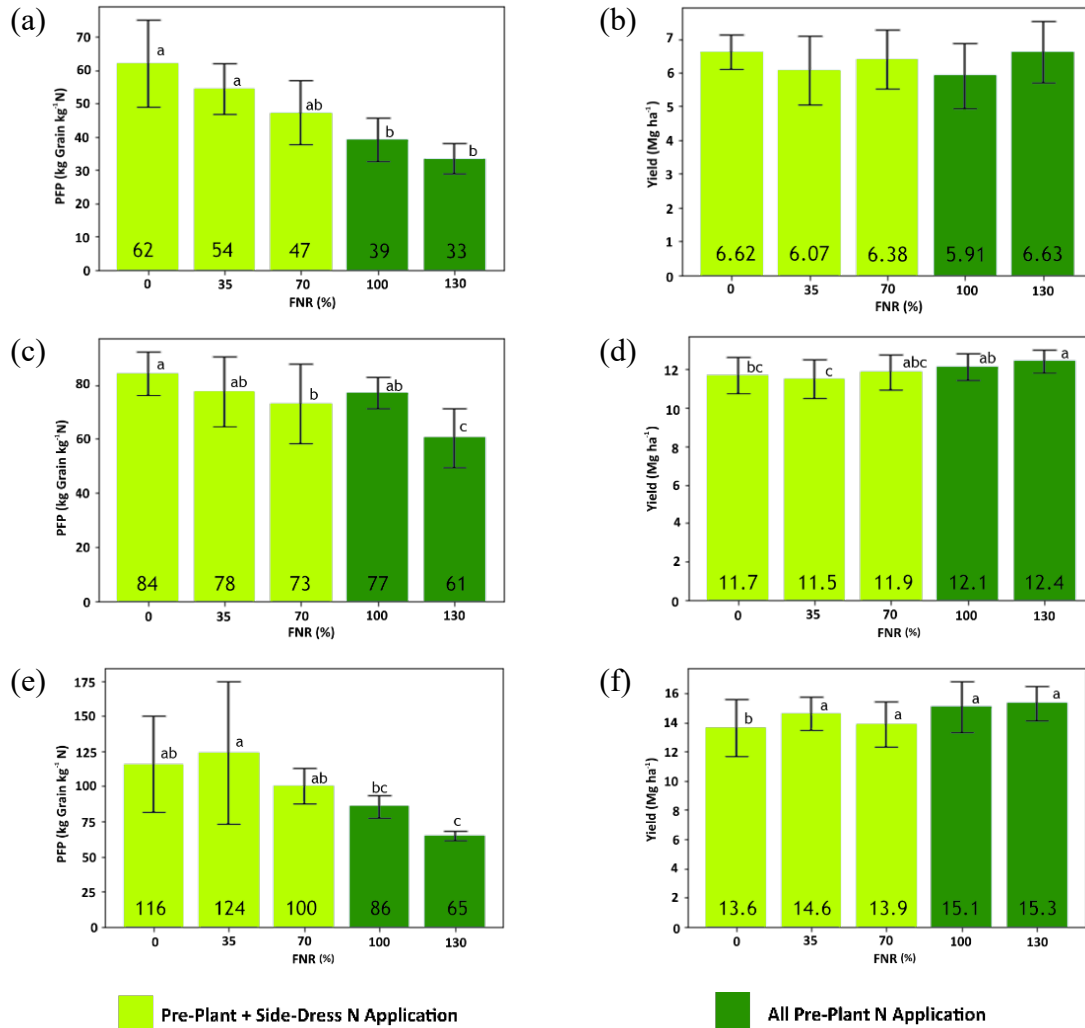 (a)
PFP (kg Grain kg⁻¹N)
70
60
50
40
30
20
10
0
a
a
ab
b
b
62
54
47
39
33
0
35
70
100
130
FNR (%)
(b)
Yield (Mg ha⁻¹)
7
6
5
4
3
2
1
0
6.62
6.07
6.38
5.91
6.63
0
35
70
100
130
FNR (%)
(c)
PFP (kg Grain kg⁻¹N)
80
60
40
20
0
a
ab
b
ab
c
84
78
73
77
61
0
35
70
100
130
FNR (%)
(d)
Yield (Mg ha⁻¹)
12
10
8
6
4
2
0
bc
c
abc
ab
a
11.7
11.5
11.9
12.1
12.4
0
35
70
100
130
FNR (%)
(e)
PFP (kg Grain kg⁻¹ N)
175
150
125
100
75
50
25
0
ab
a
ab
bc
c
116
124
100
86
65
0
35
70
100
130
FNR (%)
(f)
Yield (Mg ha⁻¹)
16
14
12
10
8
6
4
2
0
b
a
a
a
a
13.6
14.6
13.9
15.1
15.3
0
35
70
100
130
FNR (%)
Pre-Plant + Side-Dress N Application
All Pre-Plant N Application